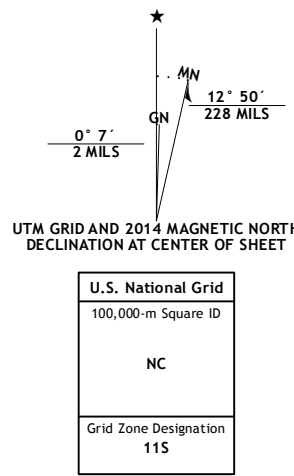 MN
12° 50´
228 MILS
GN
0° 7´
2 MILS
UTM GRID AND 2014 MAGNETIC NORTH
DECLINATION AT CENTER OF SHEET
U.S. National Grid
100,000-m Square ID
NC
Grid Zone Designation
11S